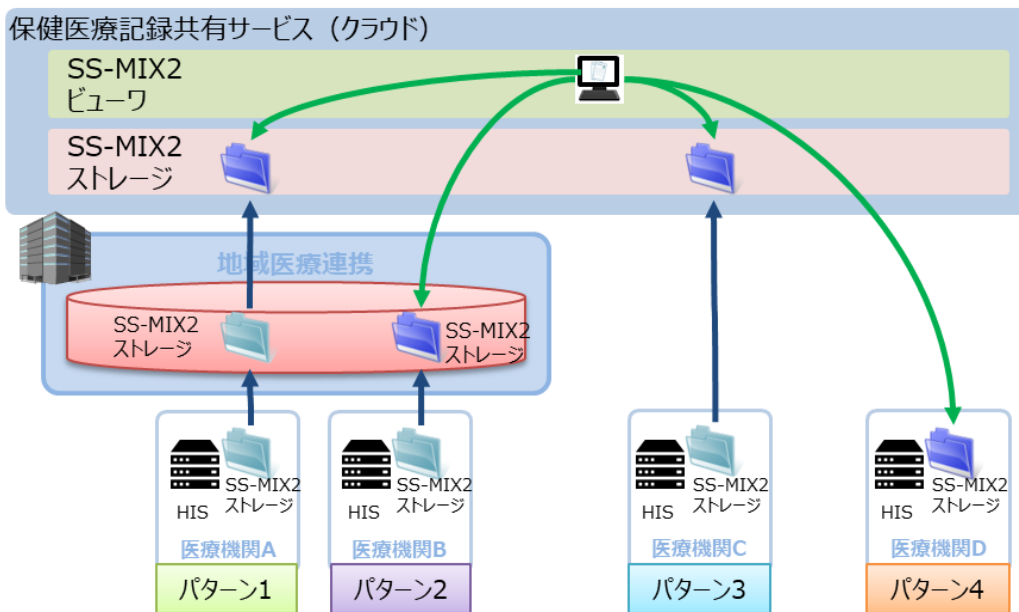 保健医療記録共有サービス（クラウド）
SS-MIX2
ビューワ
SS-MIX2
ストレージ
地域医療連携
SS-MIX2
ストレージ
SS-MIX2
ストレージ
HIS
SS-MIX2
ストレージ
医療機関A
パターン1
HIS
SS-MIX2
ストレージ
医療機関B
パターン2
HIS
SS-MIX2
ストレージ
医療機関C
パターン3
HIS
SS-MIX2
ストレージ
医療機関D
パターン4